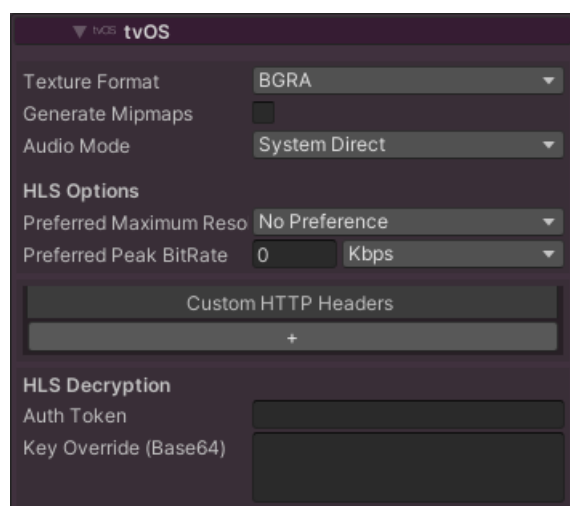 tvOS tvOS
Texture Format BGRA
Generate Mipmaps
Audio Mode System Direct
HLS Options
Preferred Maximum Reso No Preference
Preferred Peak BitRate 0 Kbps
Custom HTTP Headers
+
HLS Decryption
Auth Token
Key Override (Base64)